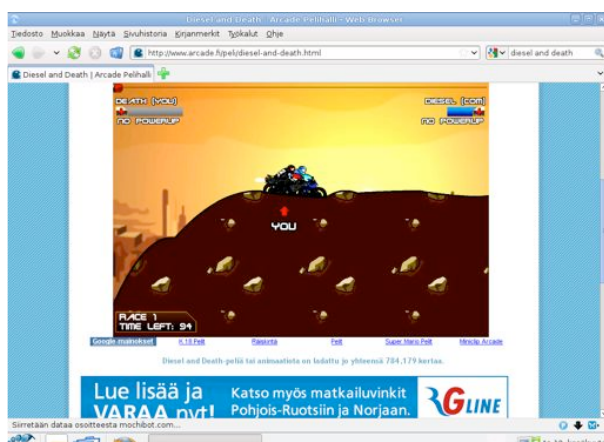 Diesel and Death - Arcade Pelihalli - Web Browser
Tiedosto Muokkaa Näytä Sivuhistoria Kirjanmerkit Työkalut Ohje
http://www.arcade.fi/peli/diesel-and-death.html
diesel and death
Diesel and Death | Arcade Pelihalli
DEATH (YOU)
NO POWERUP
DIESEL (COM)
NO POWERUP
YOU
RACE 1
TIME LEFT: 94
Google mainokset K 18 Pelit Räiskintä Pelit Super Mario Pelit Miniclip Arcade
Diesel and Death peliä tai animaatiota on ladattu jo yhteensä 784,179 kertaa.
Lue lisää ja
VARAA nyt!
Katso myös matkailuvinkit
Pohjois-Ruotsiin ja Norjaan.
GLINE
Siirretään dataa osoitteesta mochibot.com...